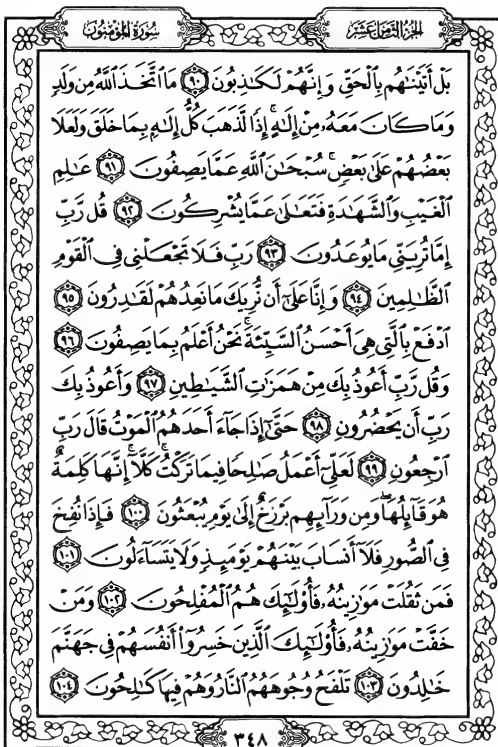 الجزء الثامن عشر
سورة المؤمنون
بَلْ أَتَيْنَٰهُم بِٱلْحَقِّ وَإِنَّهُمْ لَكَٰذِبُونَ ٩٠ مَا ٱتَّخَذَ ٱللَّهُ مِن وَلَدٍ
وَمَا كَانَ مَعَهُۥ مِنْ إِلَٰهٍ ۚ إِذًا لَّذَهَبَ كُلُّ إِلَٰهٍۭ بِمَا خَلَقَ وَلَعَلَا
بَعْضُهُمْ عَلَىٰ بَعْضٍ ۚ سُبْحَٰنَ ٱللَّهِ عَمَّا يَصِفُونَ ٩١ عَٰلِمِ
ٱلْغَيْبِ وَٱلشَّهَٰدَةِ فَتَعَٰلَىٰ عَمَّا يُشْرِكُونَ ٩٢ قُل رَّبِّ
إِمَّا تُرِيَنِّى مَا يُوعَدُونَ ٩٣ رَبِّ فَلَا تَجْعَلْنِى فِى ٱلْقَوْمِ
ٱلظَّٰلِمِينَ ٩٤ وَإِنَّا عَلَىٰٓ أَن نُّرِيَكَ مَا نَعِدُهُمْ لَقَٰدِرُونَ ٩٥
ٱدْفَعْ بِٱلَّتِى هِىَ أَحْسَنُ ٱلسَّيِّئَةَ ۚ نَحْنُ أَعْلَمُ بِمَا يَصِفُونَ ٩٦
وَقُل رَّبِّ أَعُوذُ بِكَ مِنْ هَمَزَٰتِ ٱلشَّيَٰطِينِ ٩٧ وَأَعُوذُ بِكَ
رَبِّ أَن يَحْضُرُونِ ٩٨ حَتَّىٰٓ إِذَا جَآءَ أَحَدَهُمُ ٱلْمَوْتُ قَالَ رَبِّ
ٱرْجِعُونِ ٩٩ لَعَلِّىٓ أَعْمَلُ صَٰلِحًا فِيمَا تَرَكْتُ ۚ كَلَّآ ۚ إِنَّهَا كَلِمَةٌ
هُوَ قَآئِلُهَا ۖ وَمِن وَرَآئِهِم بَرْزَخٌ إِلَىٰ يَوْمِ يُبْعَثُونَ ١٠٠ فَإِذَا نُفِخَ
فِى ٱلصُّورِ فَلَآ أَنسَابَ بَيْنَهُمْ يَوْمَئِذٍ وَلَا يَتَسَآءَلُونَ ١٠١
فَمَن ثَقُلَتْ مَوَٰزِينُهُۥ فَأُو۟لَٰٓئِكَ هُمُ ٱلْمُفْلِحُونَ ١٠٢ وَمَنْ
خَفَّتْ مَوَٰزِينُهُۥ فَأُو۟لَٰٓئِكَ ٱلَّذِينَ خَسِرُوٓا۟ أَنفُسَهُمْ فِى جَهَنَّمَ
خَٰلِدُونَ ١٠٣ تَلْفَحُ وُجُوهَهُمُ ٱلنَّارُ وَهُمْ فِيهَا كَٰلِحُونَ ١٠٤
٣٤٨